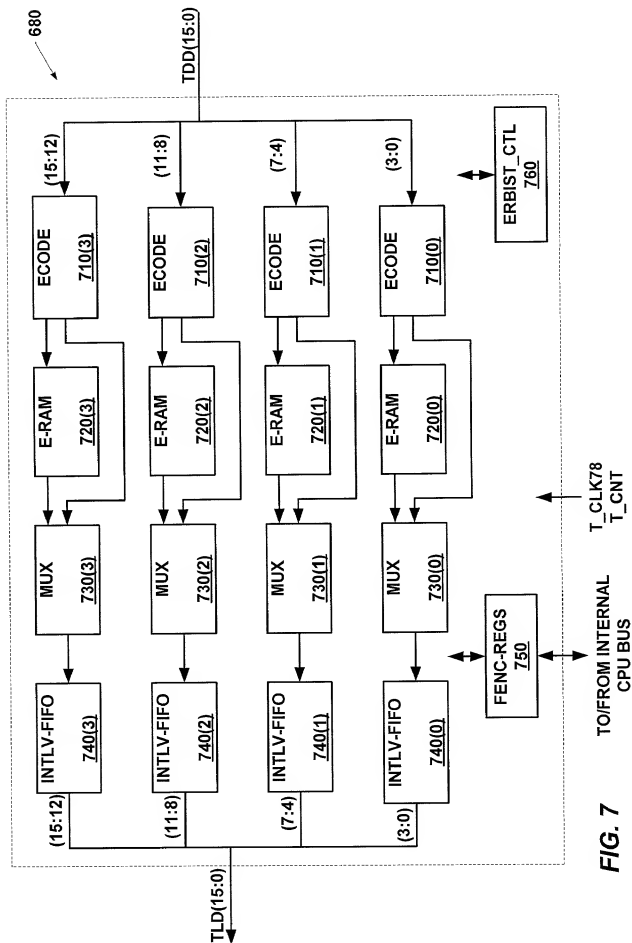 680
TDD(15:0)
(15:12)
(11:8)
(7:4)
(3:0)
ECODE
710(3)
ECODE
710(2)
ECODE
710(1)
ECODE
710(0)
ERBIST_CTL
760
E-RAM
720(3)
E-RAM
720(2)
E-RAM
720(1)
E-RAM
720(0)
T_CLK78
T_CNT
MUX
730(3)
MUX
730(2)
MUX
730(1)
MUX
730(0)
FENC-REGS
750
TO/FROM INTERNAL
CPU BUS
INTLV-FIFO
740(3)
INTLV-FIFO
740(2)
INTLV-FIFO
740(1)
INTLV-FIFO
740(0)
(15:12)
(11:8)
(7:4)
(3:0)
TLD(15:0)
FIG. 7